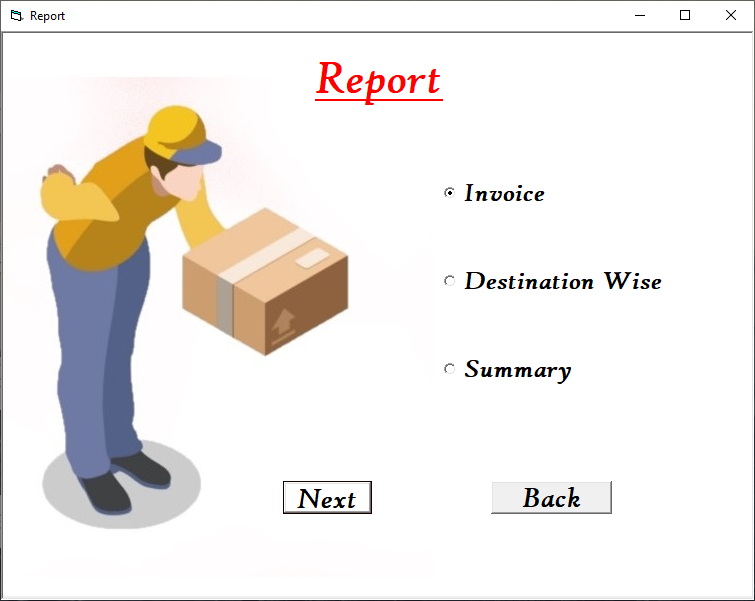 Report
Report
Invoice
Destination Wise
Summary
Next
Back